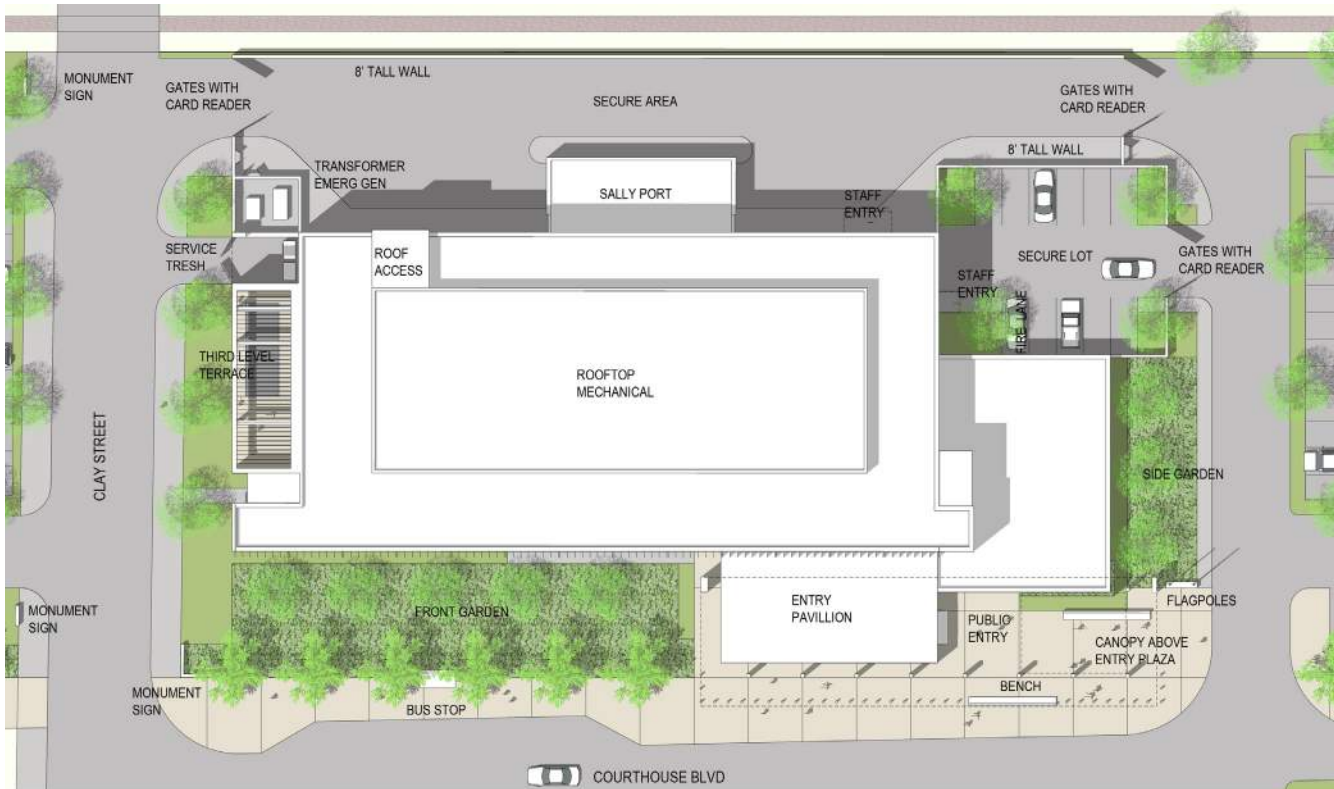 MONUMENT
SIGN
GATES WITH
CARD READER
8' TALL WALL
SECURE AREA
GATES WITH
CARD READER
8' TALL WALL
TRANSFORMER
EMERG GEN
SALLY PORT
STAFF
ENTRY
SERVICE
TRESH
ROOF
ACCESS
SECURE LOT
GATES WITH
CARD READER
STAFF
ENTRY
FIRE LANE
THIRD LEVEL
TERRACE
ROOFTOP
MECHANICAL
CLAY STREET
SIDE GARDEN
MONUMENT
SIGN
FRONT GARDEN
ENTRY
PAVILLION
PUBLIC
ENTRY
FLAGPOLES
CANOPY ABOVE
ENTRY PLAZA
MONUMENT
SIGN
BUS STOP
BENCH
COURTHOUSE BLVD